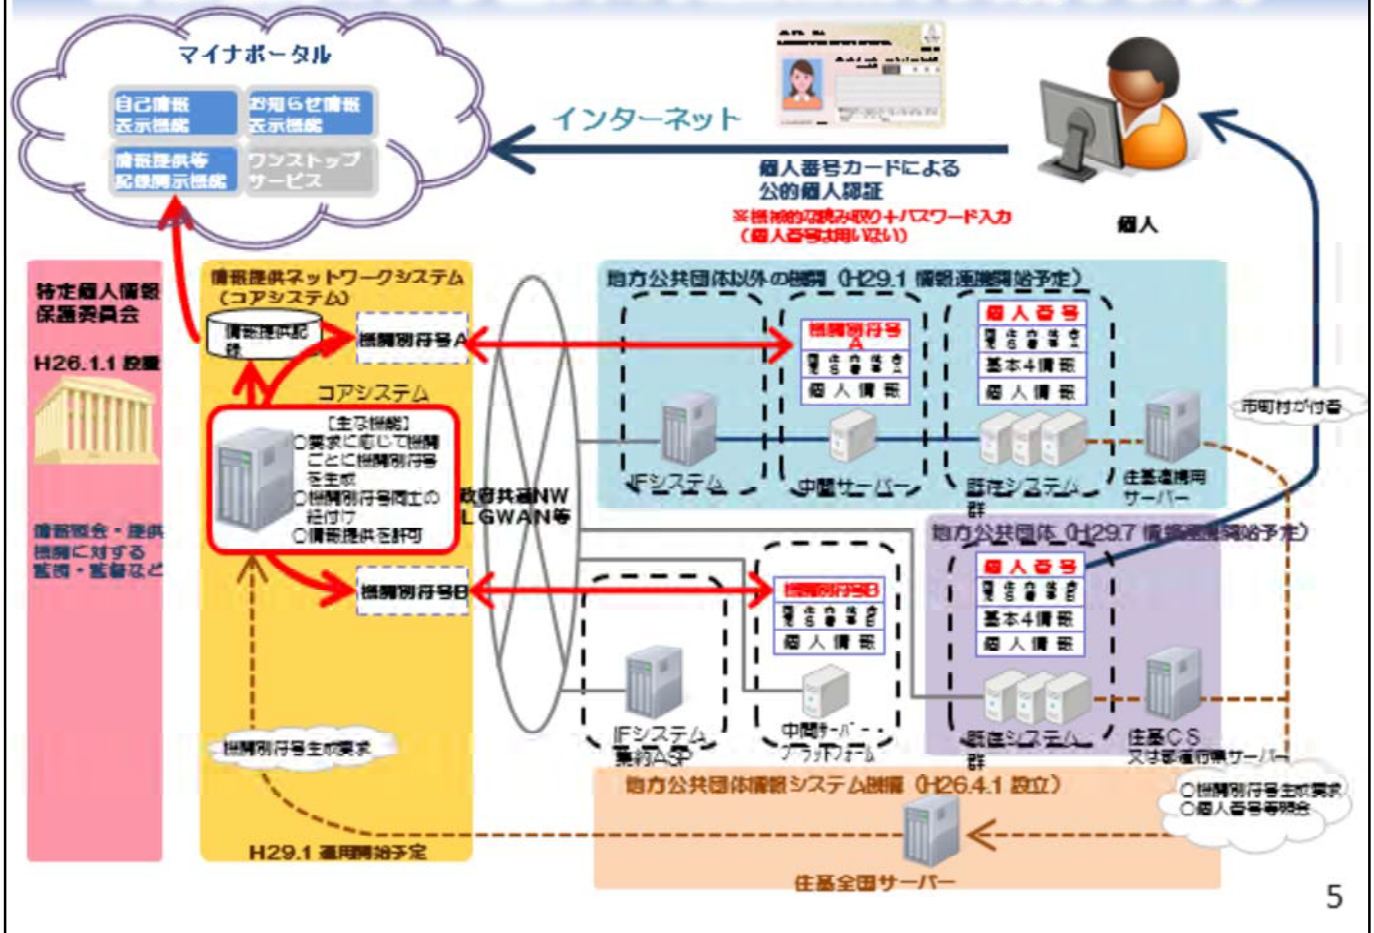 マイナポータル
自己情報
表示機能
お知らせ情報
表示機能
情報提供等
記録開示機能
ワンストップ
サービス
インターネット
個人番号カードによる
公的個人認証
※機械的な読み取り+パスワード入力
（個人番号は用いない）
個人
特定個人情報
保護委員会
H26.1.1 設置
情報照会・提供
機関に対する
監視・監督など
情報提供ネットワークシステム
（コアシステム）
情報提供記
録
機関別符号A
コアシステム
［主な機能］
○要求に応じて機関
ごとに機関別符号
を生成
○機関別符号同士の
紐付け
○情報提供を許可
機関別符号B
機関別符号生成要求
H29.1 運用開始予定
政府共通NW
LGWAN等
地方公共団体以外の機関（H29.1 情報連携開始予定）
機関別符号
A
個人情報
個人番号
基本4情報
個人情報
IFシステム
中間サーバー
既存システム
群
住基連携用
サーバー
市町村が付番
地方公共団体（H29.7 情報連携開始予定）
機関別符号B
個人情報
個人番号
基本4情報
個人情報
IFシステム
集約ASP
中間サーバー・
プラットフォーム
既存システム
群
住基CS
又は都道府県サーバー
地方公共団体情報システム機構（H26.4.1 設立）
○機関別符号生成要求
○個人番号等照会
住基全国サーバー
5